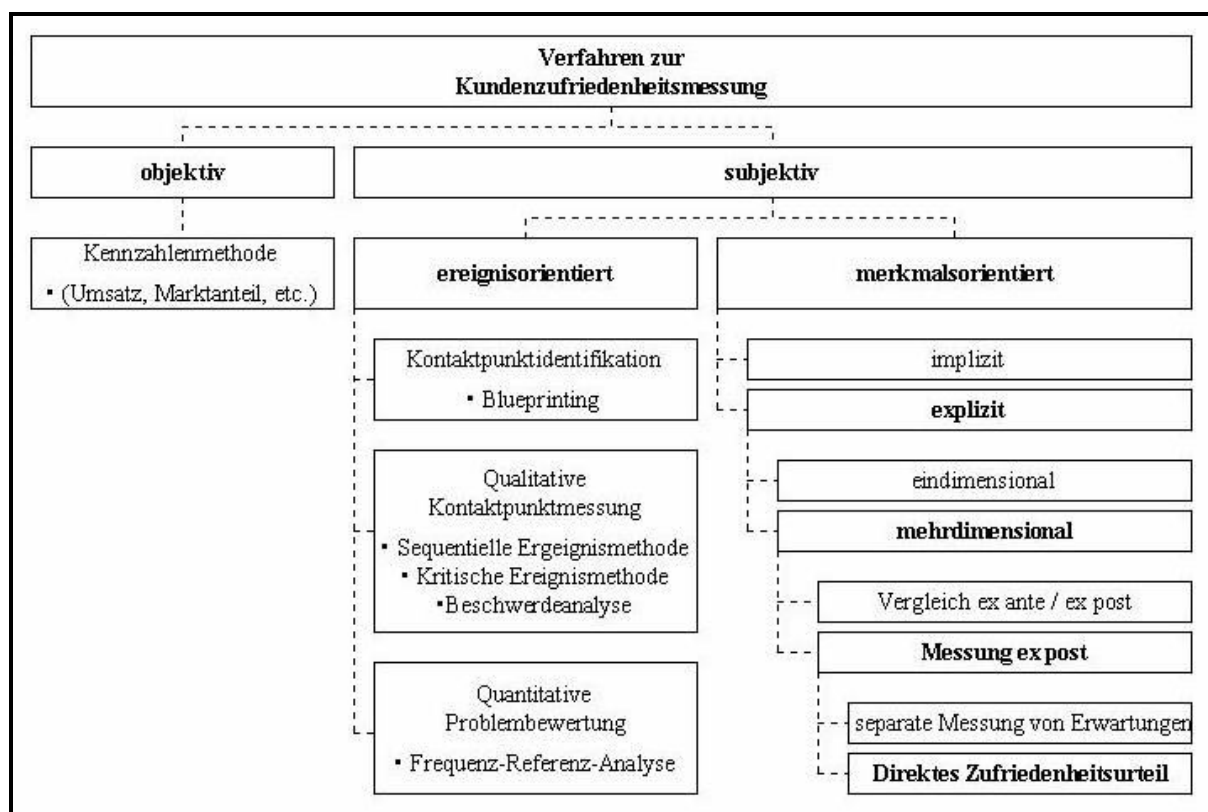 Verfahren zur
Kundenzufriedenheitsmessung
objektiv
subjektiv
Kennzahlenmethode
▪ (Umsatz, Marktanteil, etc.)
ereignisorientiert
merkmalsorientiert
Kontaktpunktidentifikation
▪ Blueprinting
Qualitative
Kontaktpunktmessung
▪ Sequentielle Ergeignismethode
▪ Kritische Ereignismethode
▪Beschwerdeanalyse
Quantitative
Problembewertung
▪ Frequenz-Referenz-Analyse
implizit
explizit
eindimensional
mehrdimensional
Vergleich ex ante / ex post
Messung ex post
separate Messung von Erwartungen
Direktes Zufriedenheitsurteil